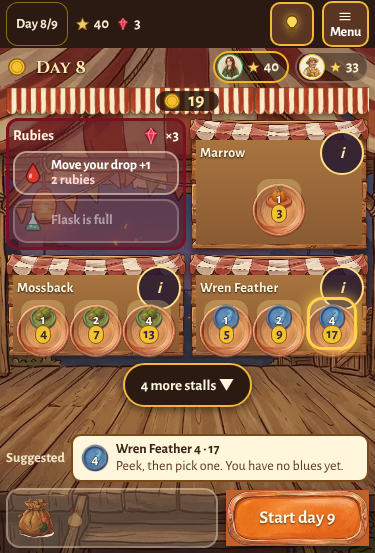 Day 8/9
40
3
Menu
DAY 8
40
33
19
Rubies
×3
Move your drop +1
2 rubies
Flask is full
Marrow
i
1
3
Mossback
i
1
4
2
7
4
13
Wren Feather
i
1
5
2
9
4
17
4 more stalls
Suggested
4
Wren Feather 4 · 17
Peek, then pick one. You have no blues yet.
Start day 9